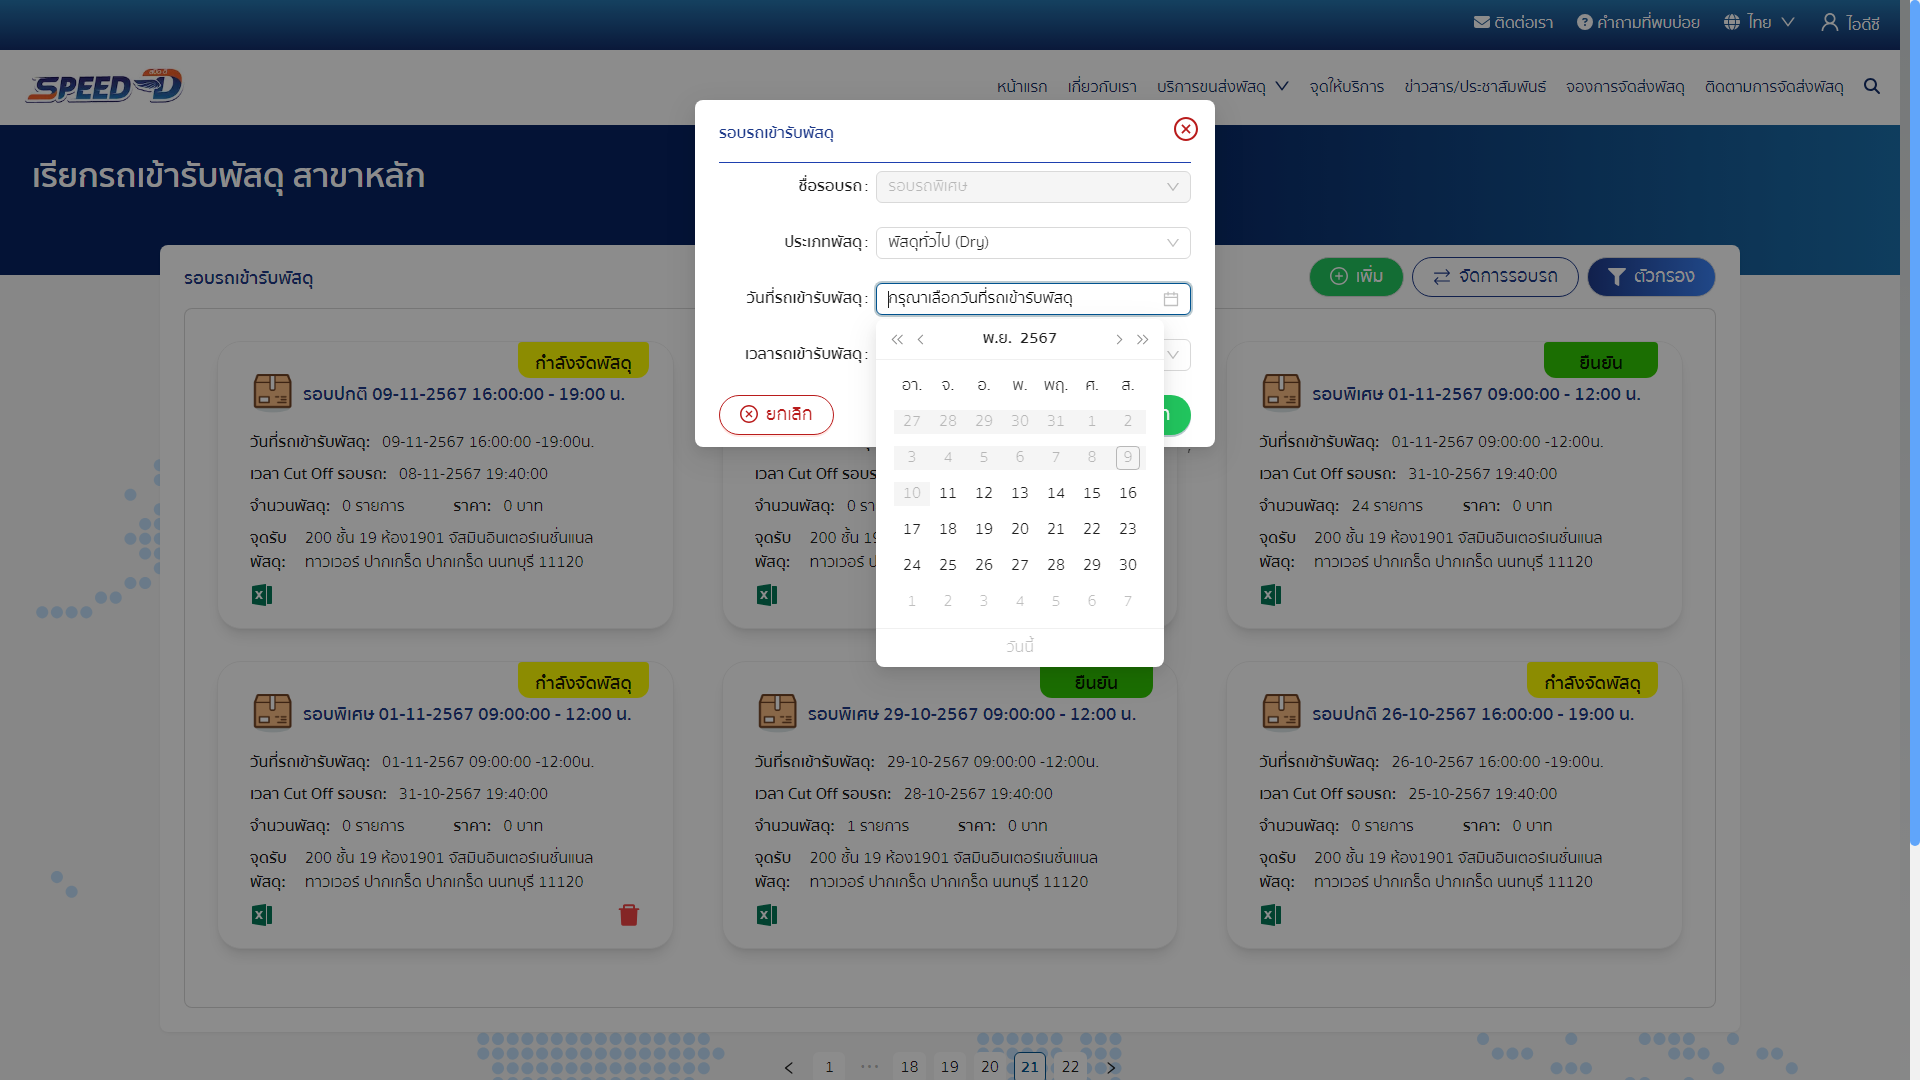 ติดต่อเรา คำถามที่พบบ่อย ไทย ไอดีซี
SPEED-D
หน้าแรก เกี่ยวกับเรา บริการขนส่งพัสดุ จุดให้บริการ ข่าวสาร/ประชาสัมพันธ์ จองการจัดส่งพัสดุ ติดตามการจัดส่งพัสดุ
เรียกรถเข้ารับพัสดุ สาขาหลัก
รอบรถเข้ารับพัสดุ
ชื่อรอบรถ: รอบรถพิเศษ
ประเภทพัสดุ: พัสดุทั่วไป (Dry)
วันที่รถเข้ารับพัสดุ: กรุณาเลือกวันที่รถเข้ารับพัสดุ
เวลารถเข้ารับพัสดุ:
ยกเลิก
พ.ย. 2567
อา. จ. อ. พ. พฤ. ศ. ส.
27 28 29 30 31 1 2
3 4 5 6 7 8 9
10 11 12 13 14 15 16
17 18 19 20 21 22 23
24 25 26 27 28 29 30
1 2 3 4 5 6 7
วันนี้
รอบรถเข้ารับพัสดุ
เพิ่ม จัดการรอบรถ ตัวกรอง
กำลังจัดพัสดุ
รอบปกติ 09-11-2567 16:00:00 - 19:00 น.
วันที่รถเข้ารับพัสดุ: 09-11-2567 16:00:00 -19:00น.
เวลา Cut Off รอบรถ: 08-11-2567 19:40:00
จำนวนพัสดุ: 0 รายการ ราคา: 0 บาท
จุดรับ 200 ชั้น 19 ห้อง1901 จัสมินอินเตอร์เนชั่นแนล
พัสดุ: ทาวเวอร์ ปากเกร็ด ปากเกร็ด นนทบุรี 11120
เวลา Cut Off
จำนวนพัสดุ:
จุดรับ 200 ชั้น
พัสดุ:
ยืนยัน
รอบพิเศษ 01-11-2567 09:00:00 - 12:00 น.
วันที่รถเข้ารับพัสดุ: 01-11-2567 09:00:00 -12:00น.
เวลา Cut Off รอบรถ: 31-10-2567 19:40:00
จำนวนพัสดุ: 24 รายการ ราคา: 0 บาท
จุดรับ 200 ชั้น 19 ห้อง1901 จัสมินอินเตอร์เนชั่นแนล
พัสดุ: ทาวเวอร์ ปากเกร็ด ปากเกร็ด นนทบุรี 11120
กำลังจัดพัสดุ
รอบพิเศษ 01-11-2567 09:00:00 - 12:00 น.
วันที่รถเข้ารับพัสดุ: 01-11-2567 09:00:00 -12:00น.
เวลา Cut Off รอบรถ: 31-10-2567 19:40:00
จำนวนพัสดุ: 0 รายการ ราคา: 0 บาท
จุดรับ 200 ชั้น 19 ห้อง1901 จัสมินอินเตอร์เนชั่นแนล
พัสดุ: ทาวเวอร์ ปากเกร็ด ปากเกร็ด นนทบุรี 11120
ยืนยัน
รอบพิเศษ 29-10-2567 09:00:00 - 12:00 น.
วันที่รถเข้ารับพัสดุ: 29-10-2567 09:00:00 -12:00น.
เวลา Cut Off รอบรถ: 28-10-2567 19:40:00
จำนวนพัสดุ: 1 รายการ ราคา: 0 บาท
จุดรับ 200 ชั้น 19 ห้อง1901 จัสมินอินเตอร์เนชั่นแนล
พัสดุ: ทาวเวอร์ ปากเกร็ด ปากเกร็ด นนทบุรี 11120
กำลังจัดพัสดุ
รอบปกติ 26-10-2567 16:00:00 - 19:00 น.
วันที่รถเข้ารับพัสดุ: 26-10-2567 16:00:00 -19:00น.
เวลา Cut Off รอบรถ: 25-10-2567 19:40:00
จำนวนพัสดุ: 0 รายการ ราคา: 0 บาท
จุดรับ 200 ชั้น 19 ห้อง1901 จัสมินอินเตอร์เนชั่นแนล
พัสดุ: ทาวเวอร์ ปากเกร็ด ปากเกร็ด นนทบุรี 11120
1 ••• 18 19 20 21 22